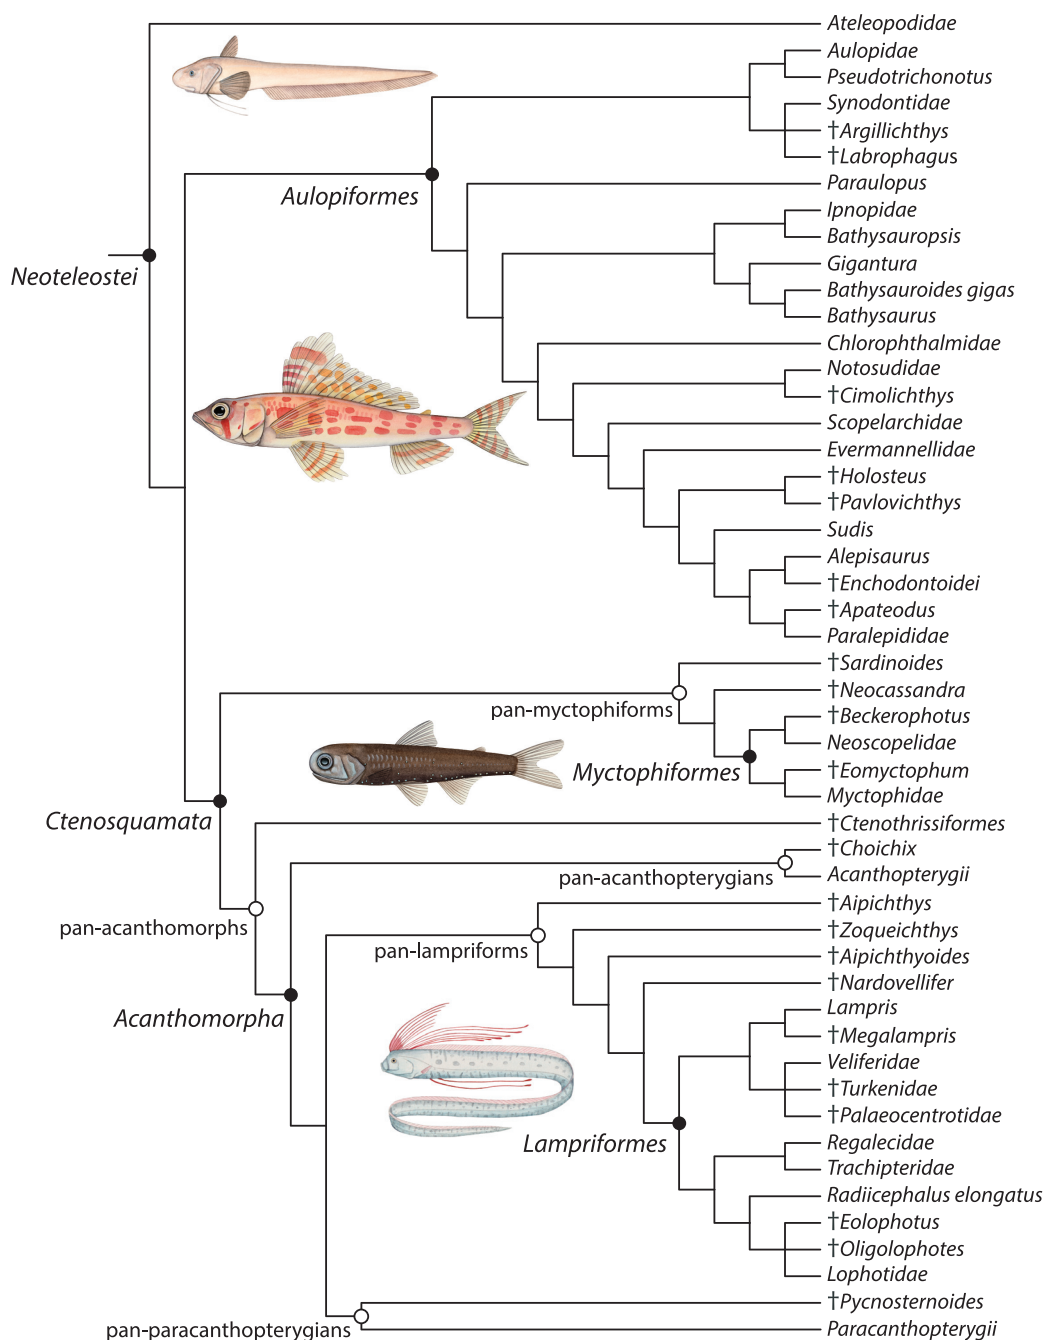 Ateleopodidae
Aulopidae
Pseudotrichonotus
Synodontidae
†Argillichthys
†Labrophagus
Aulopiformes
Paraulopus
Ipnopidae
Bathysauropsis
Neoteleostei
Gigantura
Bathysauroides gigas
Bathysaurus
Chlorophthalmidae
Notosudidae
†Cimolichthys
Scopelarchidae
Evermannellidae
†Holosteus
†Pavlovichthys
Sudis
Alepisaurus
†Enchodontoidei
†Apateodus
Paralepididae
†Sardinoides
†Neocassandra
pan-myctophiforms
†Beckerophotus
Neoscopelidae
Myctophiformes
†Eomyctophum
Myctophidae
Ctenosquamata
†Ctenothrissiformes
†Choichix
Acanthopterygii
pan-acanthopterygians
†Aipichthys
pan-acanthomorphs
†Zoqueichthys
pan-lampriforms
†Aipichthyoides
†Nardovellifer
Lampris
Acanthomorpha
†Megalampris
Veliferidae
†Turkenidae
†Palaeocentrotidae
Lampriformes
Regalecidae
Trachipteridae
Radiicephalus elongatus
†Eolophotus
†Oligolophotes
Lophotidae
†Pycnosternoides
pan-paracanthopterygians
Paracanthopterygii